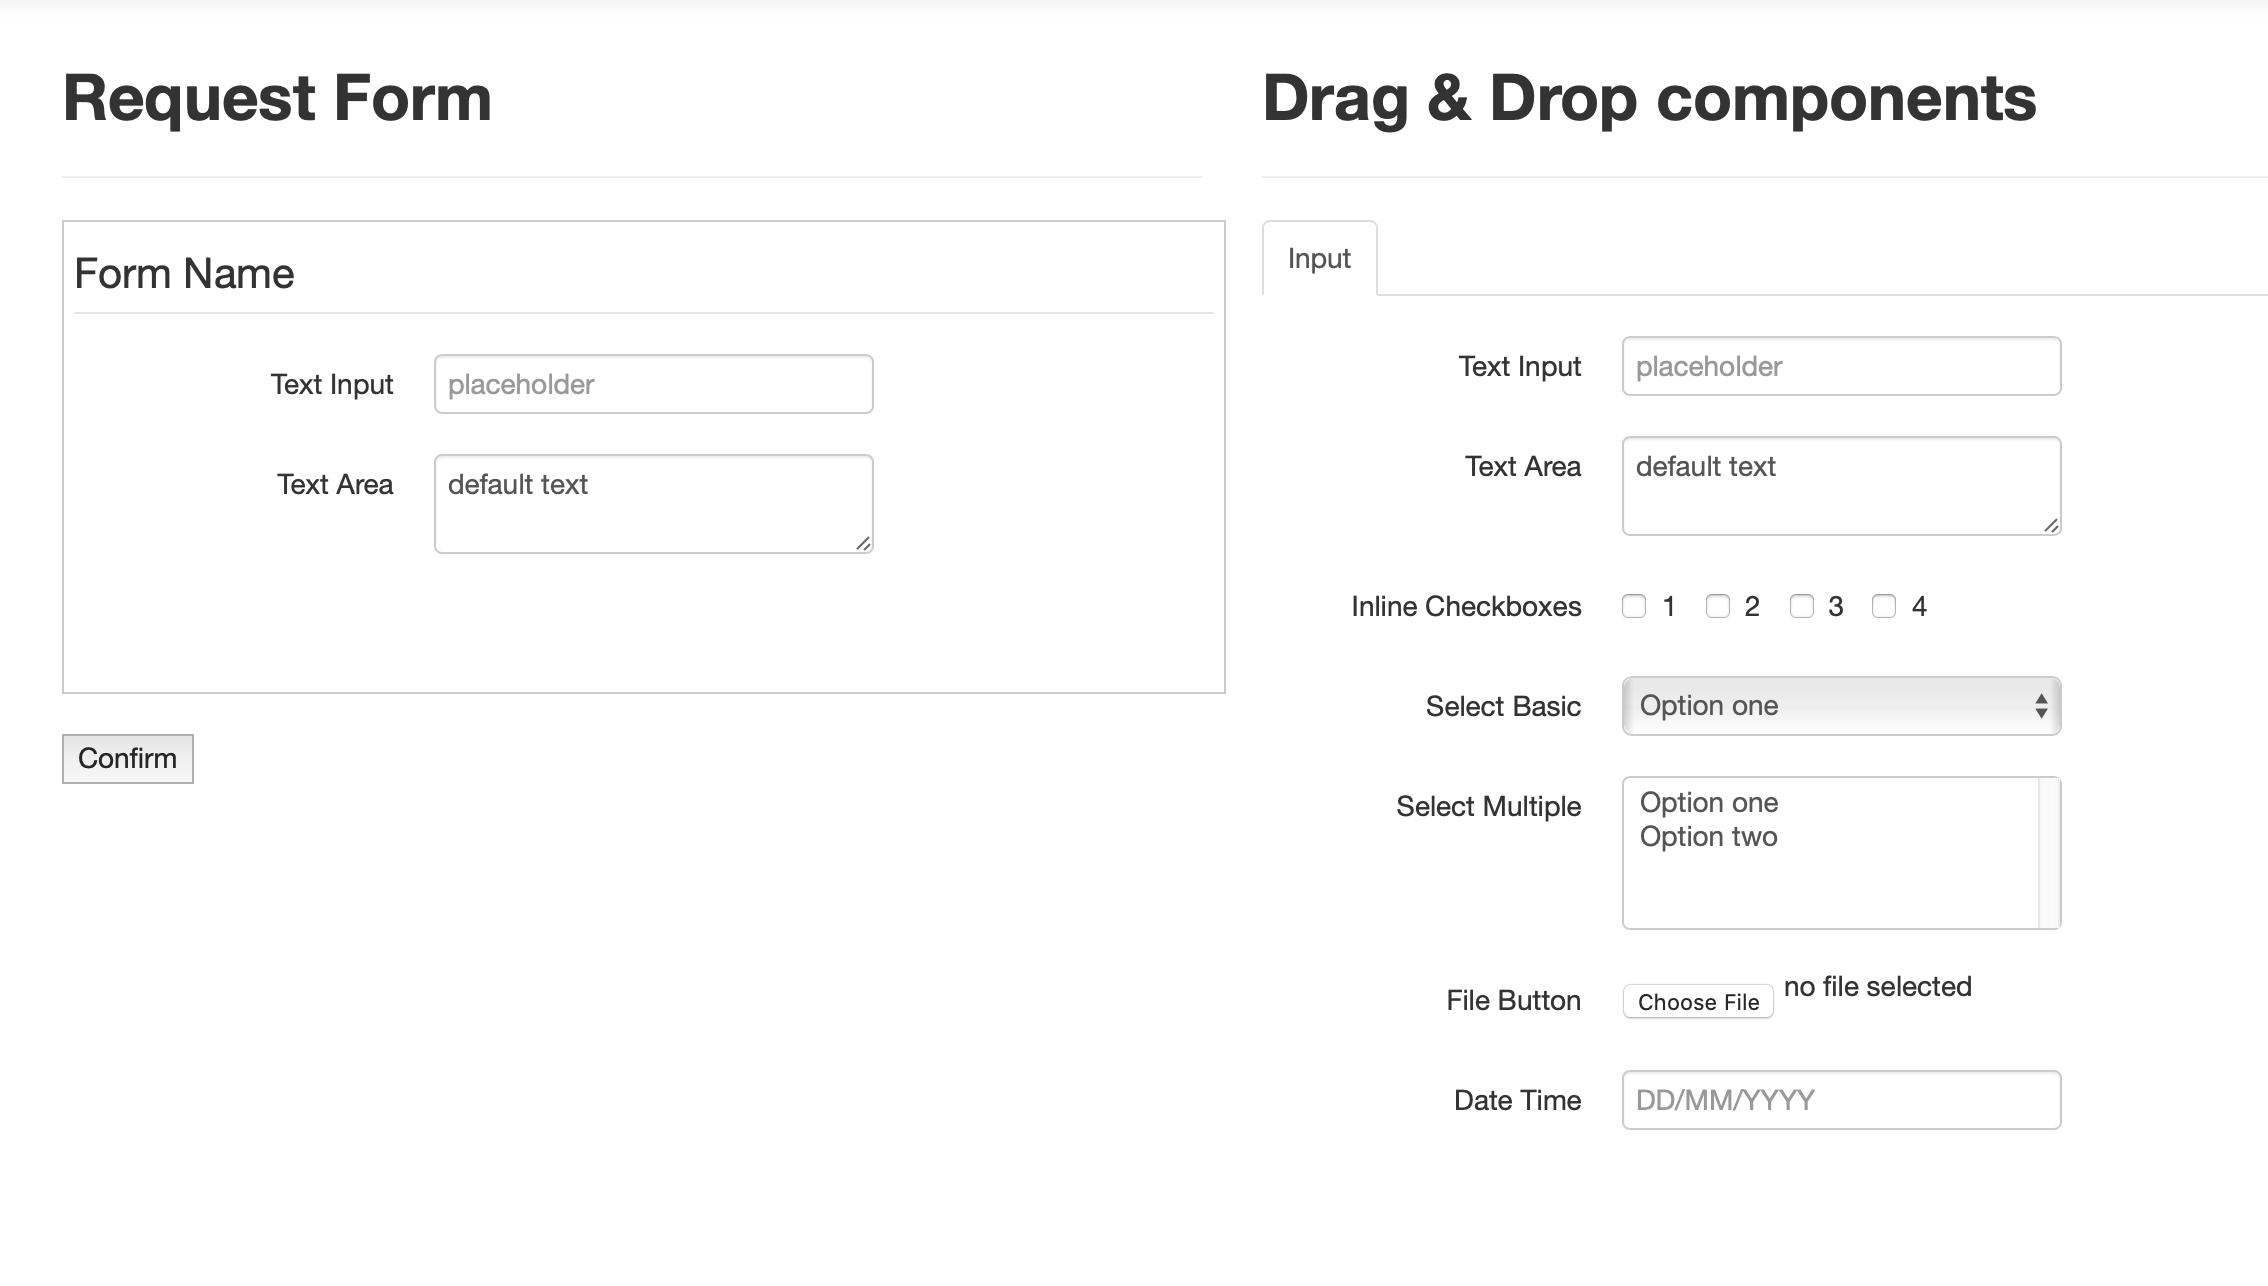 Request Form
Form Name
Text Input placeholder
Text Area default text
Confirm
Drag & Drop components
Input
Text Input placeholder
Text Area default text
Inline Checkboxes 1 2 3 4
Select Basic Option one
Select Multiple Option one
Option two
File Button Choose File no file selected
Date Time DD/MM/YYYY